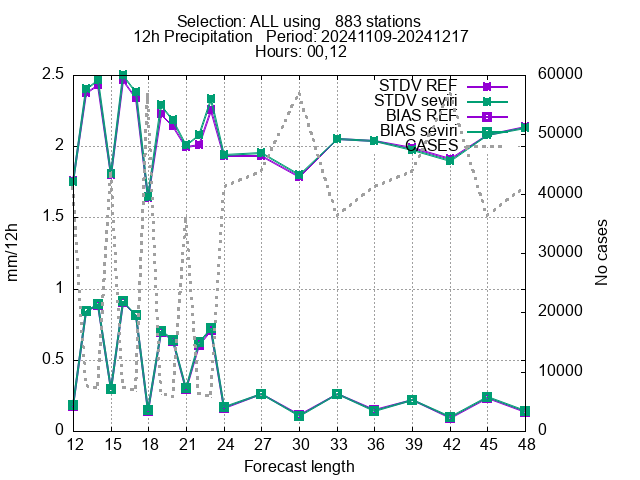 Selection: ALL using   883 stations
12h Precipitation   Period: 20241109-20241217
Hours: 00,12
STDV REF
STDV seviri
BIAS REF
BIAS seviri
CASES
2.5
2
1.5
1
0.5
0
mm/12h
60000
50000
40000
30000
20000
10000
0
No cases
12 15 18 21 24 27 30 33 36 39 42 45 48
Forecast length